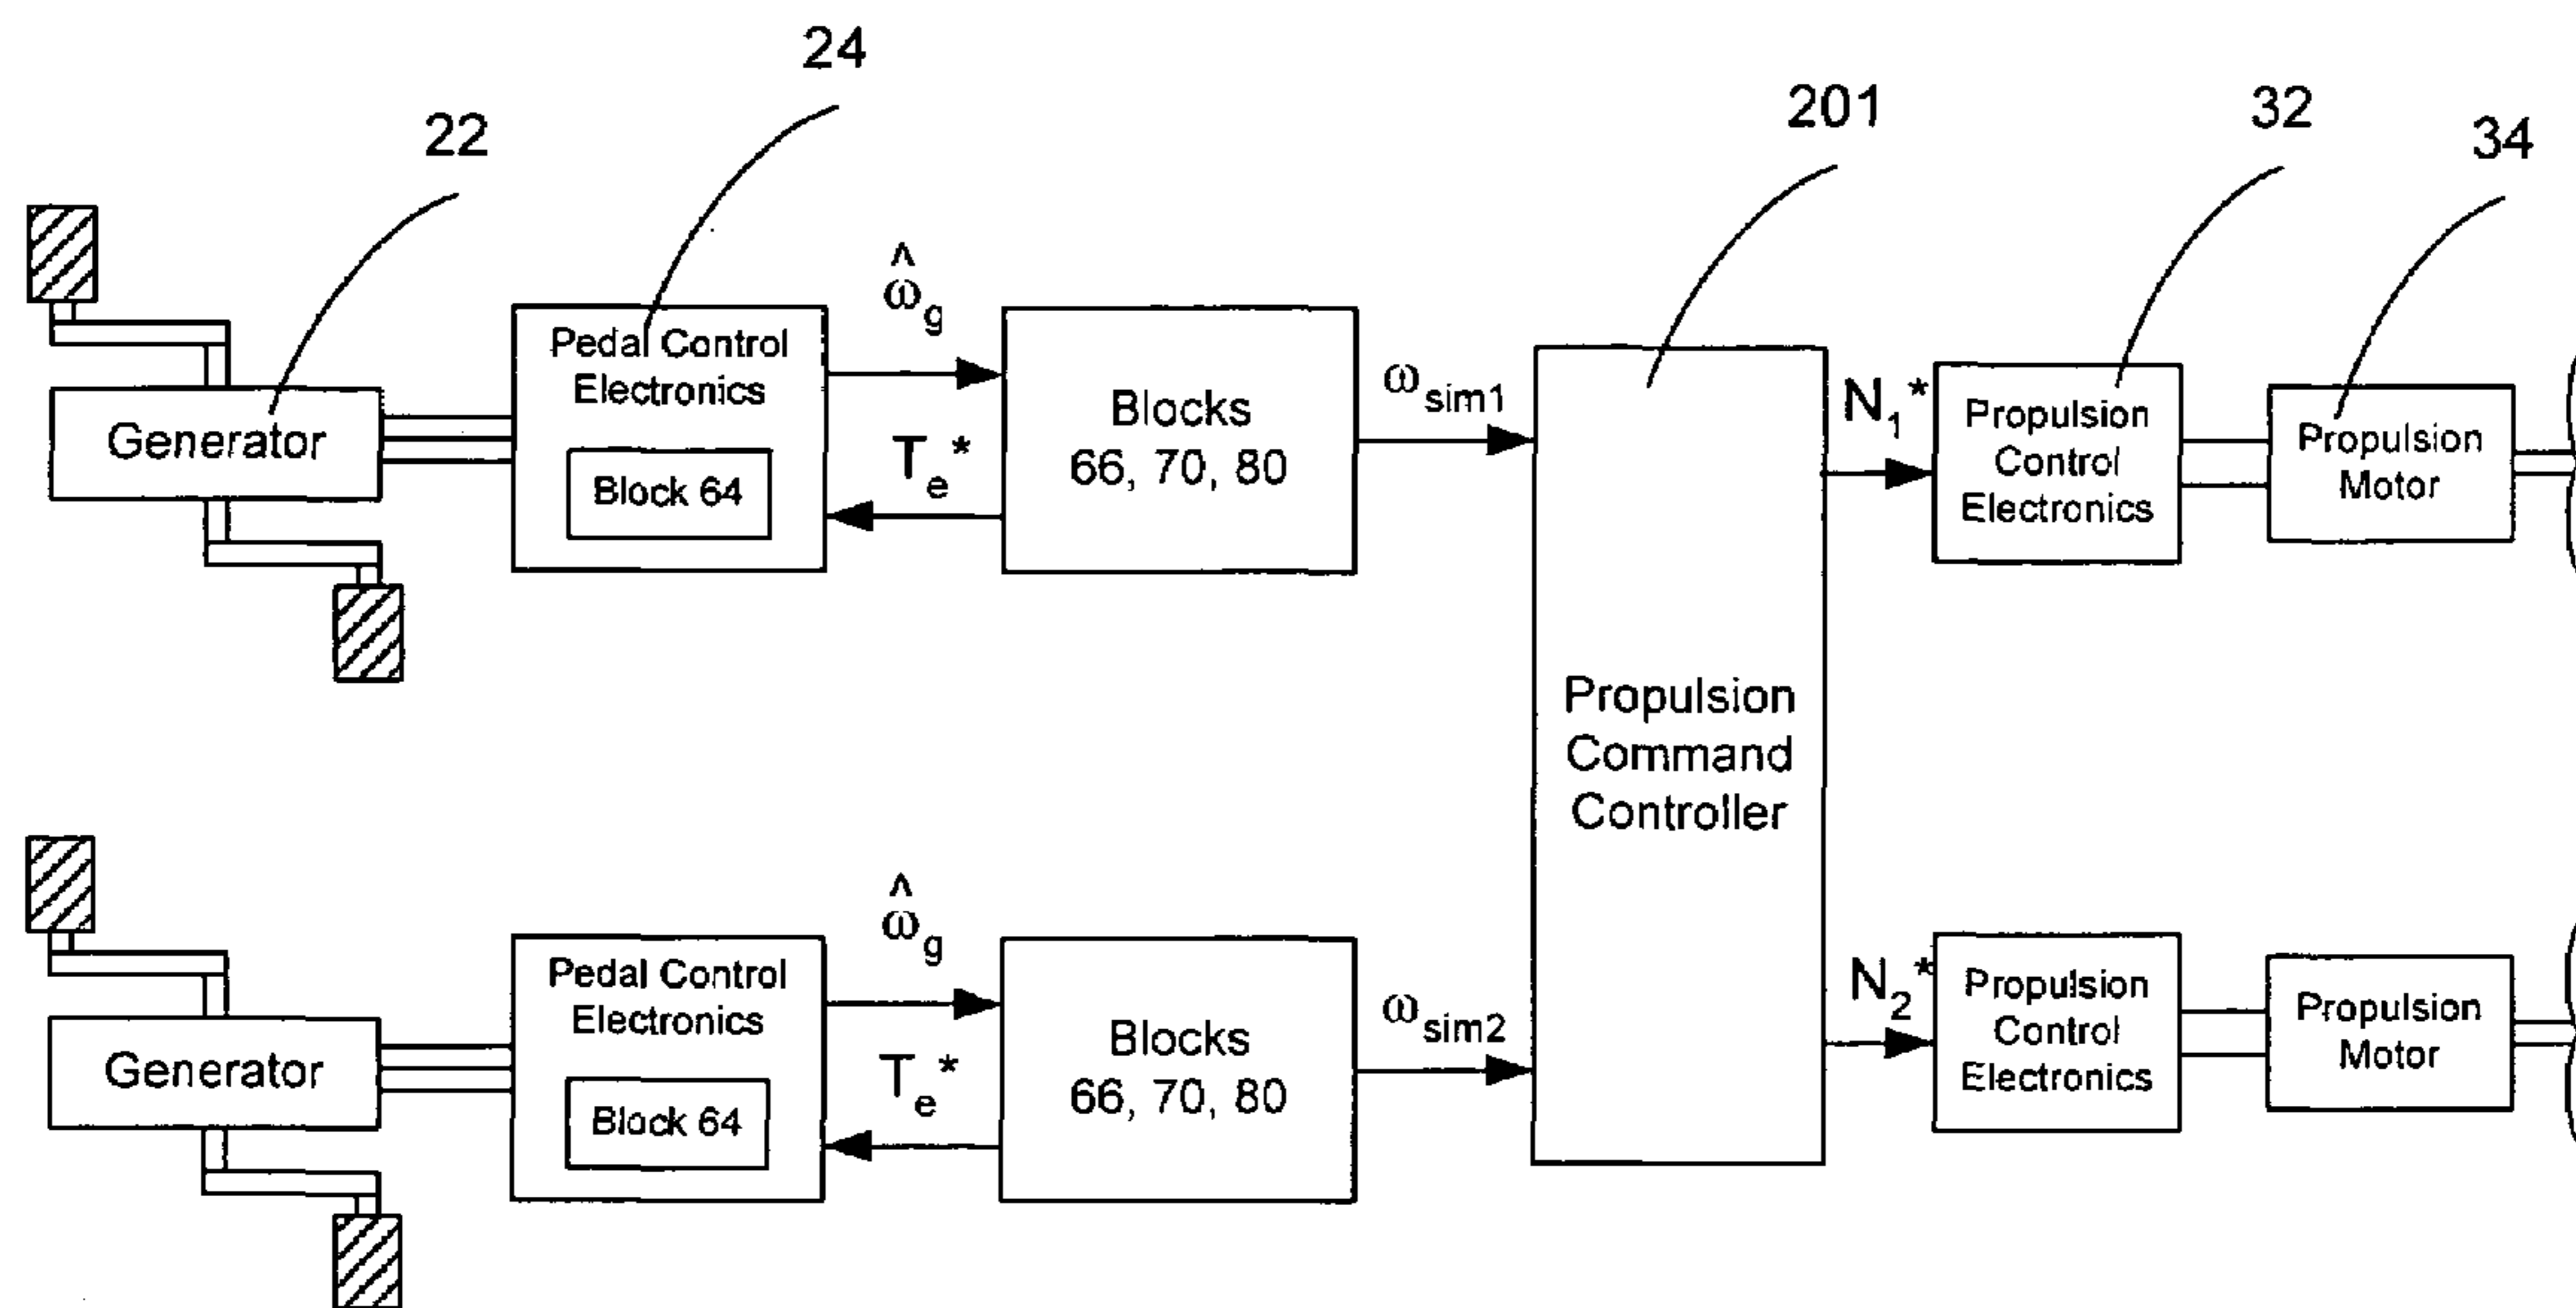 24
22
201
32
34
Generator
Pedal Control
Electronics
Block 64
ω̂g
Te*
Blocks
66, 70, 80
ωsim1
Propulsion
Command
Controller
N1*
Propulsion
Control
Electronics
Propulsion
Motor
Generator
Pedal Control
Electronics
Block 64
ω̂g
Te*
Blocks
66, 70, 80
ωsim2
N2*
Propulsion
Control
Electronics
Propulsion
Motor